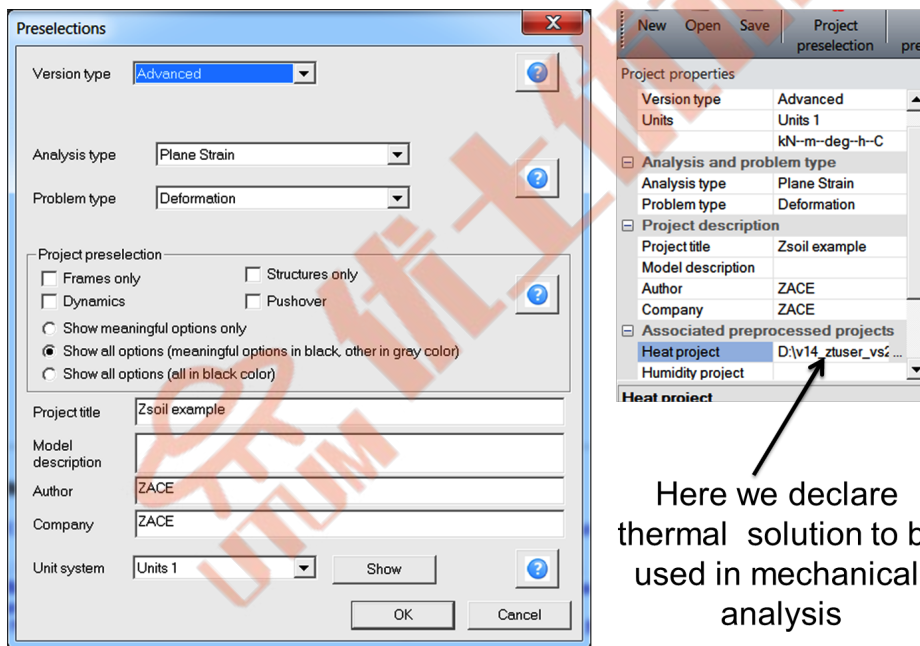 Preselections
Version type Advanced
Analysis type Plane Strain
Problem type Deformation
Project preselection
Frames only Structures only
Dynamics Pushover
Show meaningful options only
Show all options (meaningful options in black, other in gray color)
Show all options (all in black color)
Project title Zsoil example
Model
description
Author ZACE
Company ZACE
Unit system Units 1 Show
OK Cancel
New Open Save Project
preselection
Project properties
Version type Advanced
Units Units 1
kN--m--deg--h--C
Analysis and problem type
Analysis type Plane Strain
Problem type Deformation
Project description
Project title Zsoil example
Model description
Author ZACE
Company ZACE
Associated preprocessed projects
Heat project D:\v14_ztuser_vs2 ...
Humidity project
Heat project
Here we declare
thermal solution to b
used in mechanical
analysis
优士
UTUM